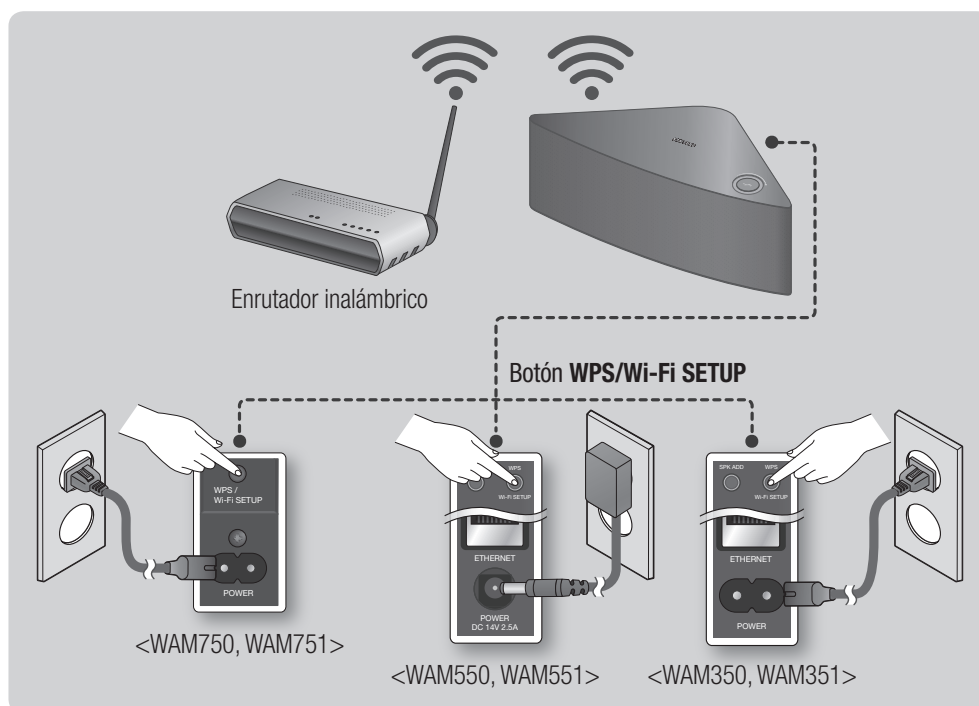 Enrutador inalámbrico
Botón WPS/Wi-Fi SETUP
WPS /
Wi-Fi SETUP
POWER
<WAM750, WAM751>
WPS
Wi-Fi SETUP
ETHERNET
POWER
DC 14V 2.5A
<WAM550, WAM551>
SPK ADD
WPS
Wi-Fi SETUP
ETHERNET
POWER
<WAM350, WAM351>